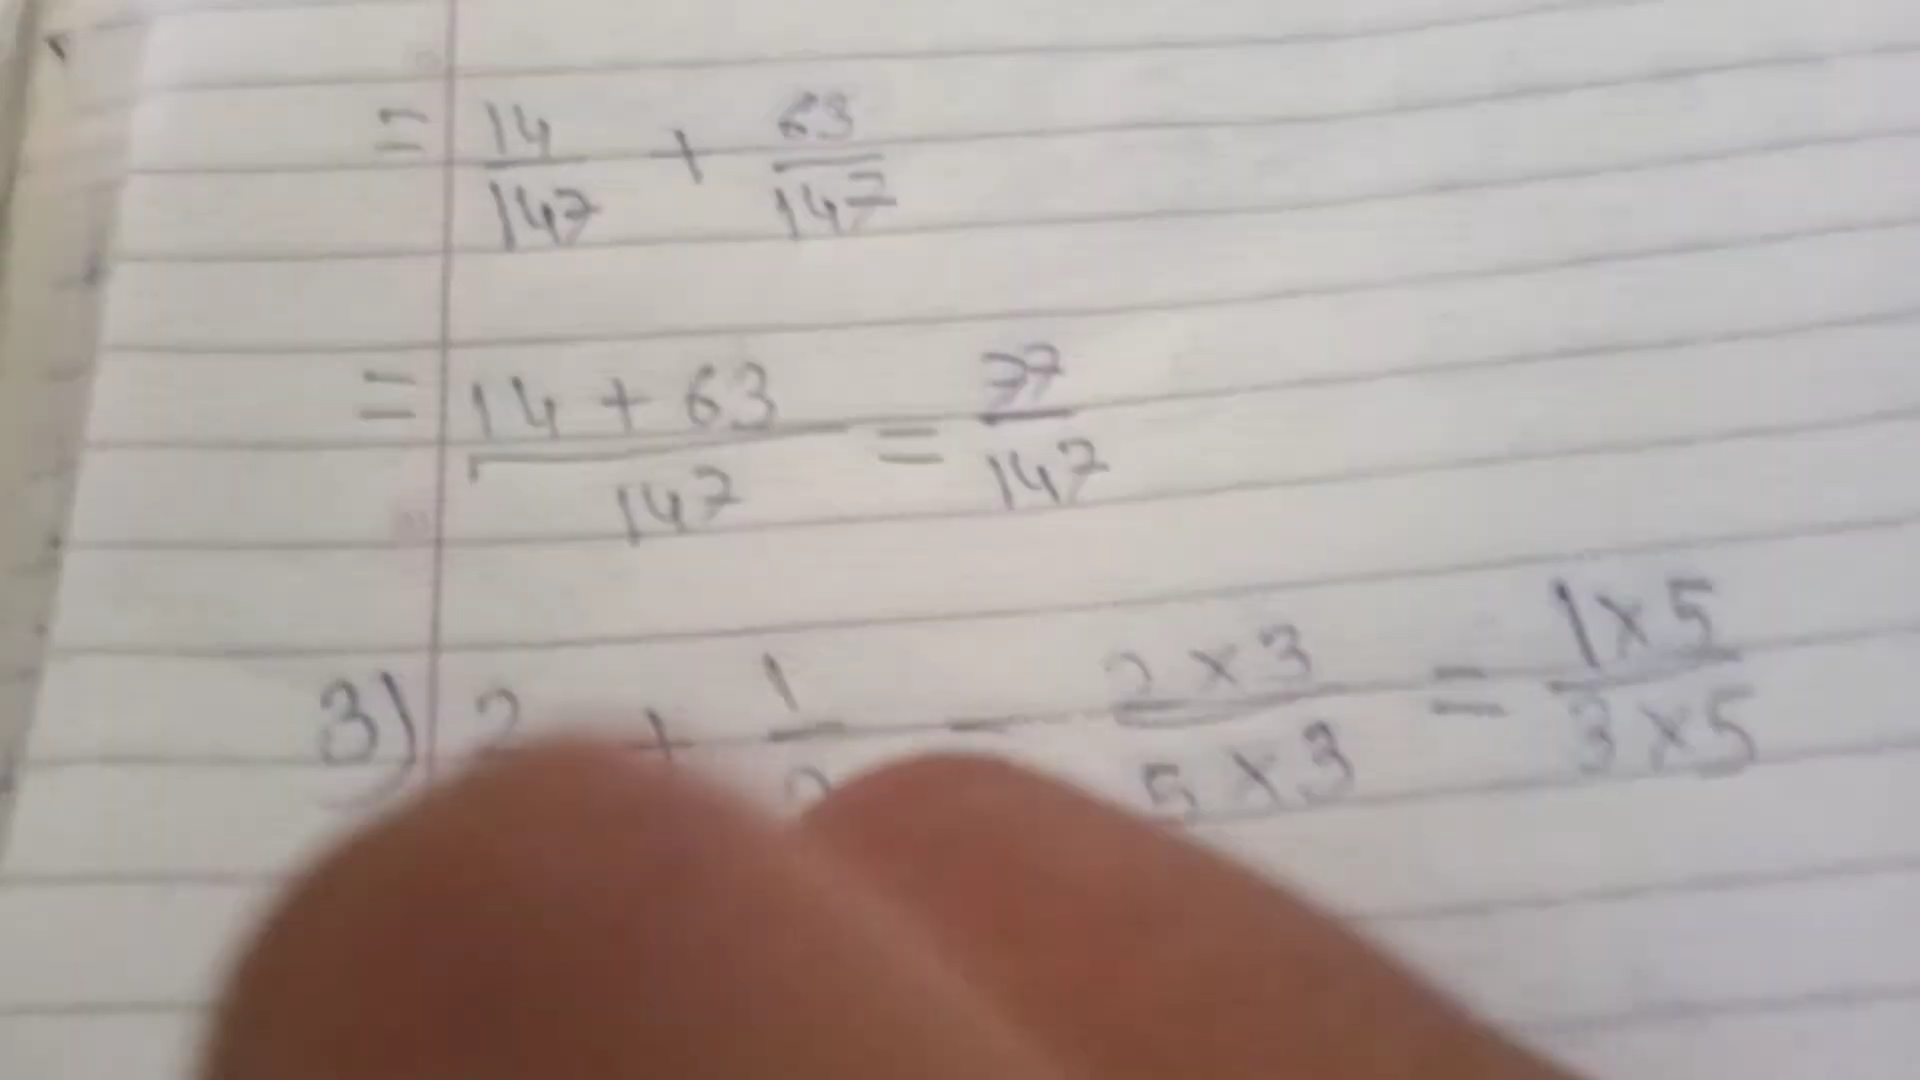 = 14/147 + 63/147
= 14 + 63/147 = 77/147
3) 2 + 1/ - 2 × 3/5 × 3 = 1 × 5/3 × 5